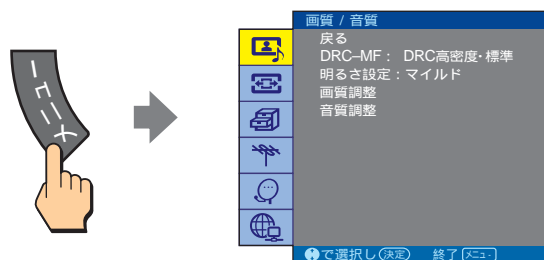 メニュー
画質 / 音質
戻る
DRC–MF： DRC高密度・標準
明るさ設定：マイルド
画質調整
音質調整
で選択し 決定 終了 メニュー